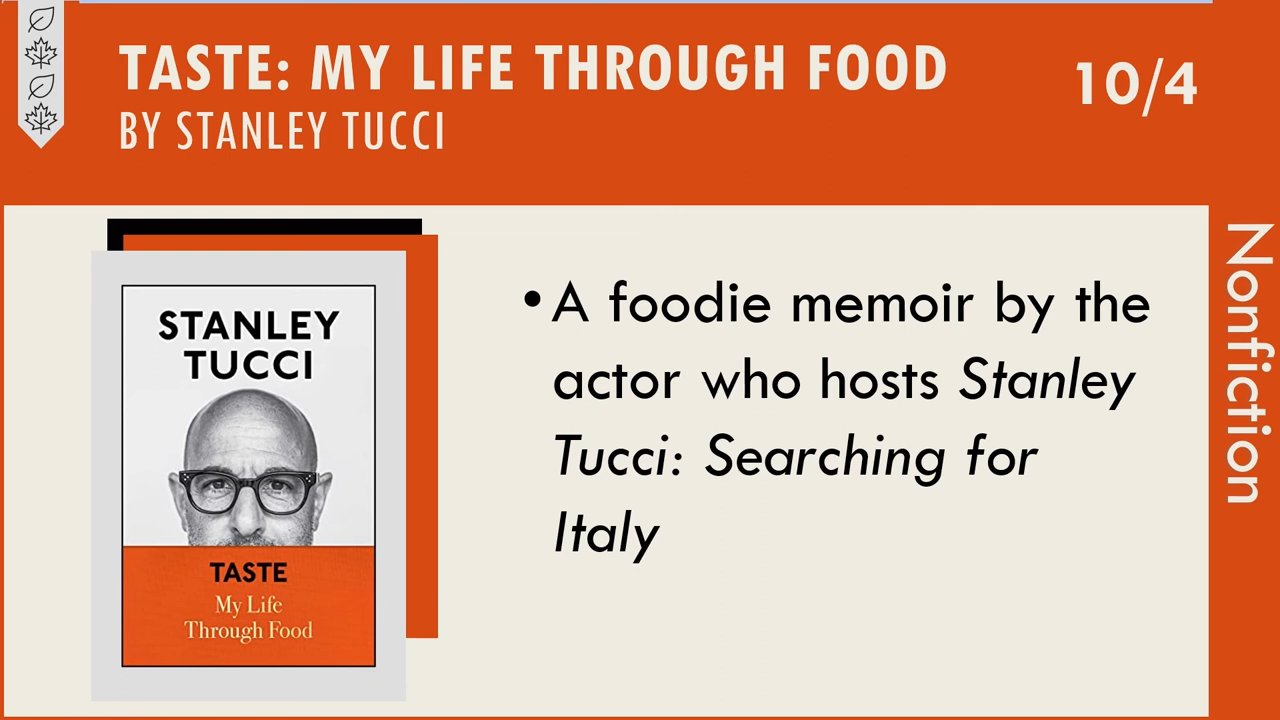 TASTE: MY LIFE THROUGH FOOD
BY STANLEY TUCCI
10/4
STANLEY
TUCCI
TASTE
My Life
Through Food
•A foodie memoir by the
actor who hosts Stanley
Tucci: Searching for
Italy
Nonfiction